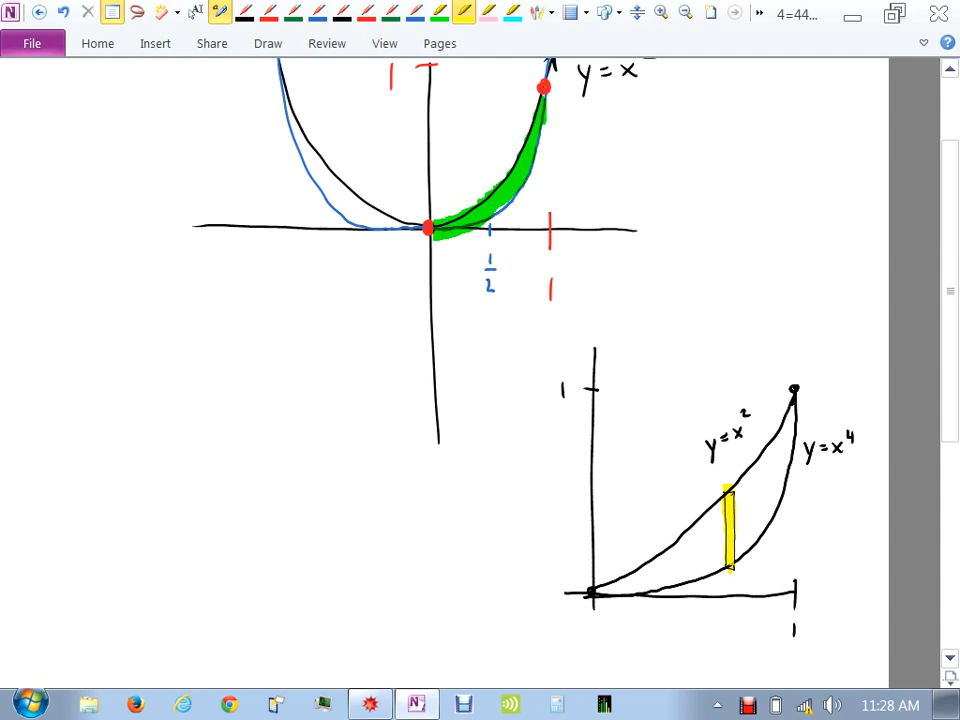 4=44...
File Home Insert Share Draw Review View Pages
1
y = x
1
2
1
1
y = x²
y = x⁴
1
11:28 AM